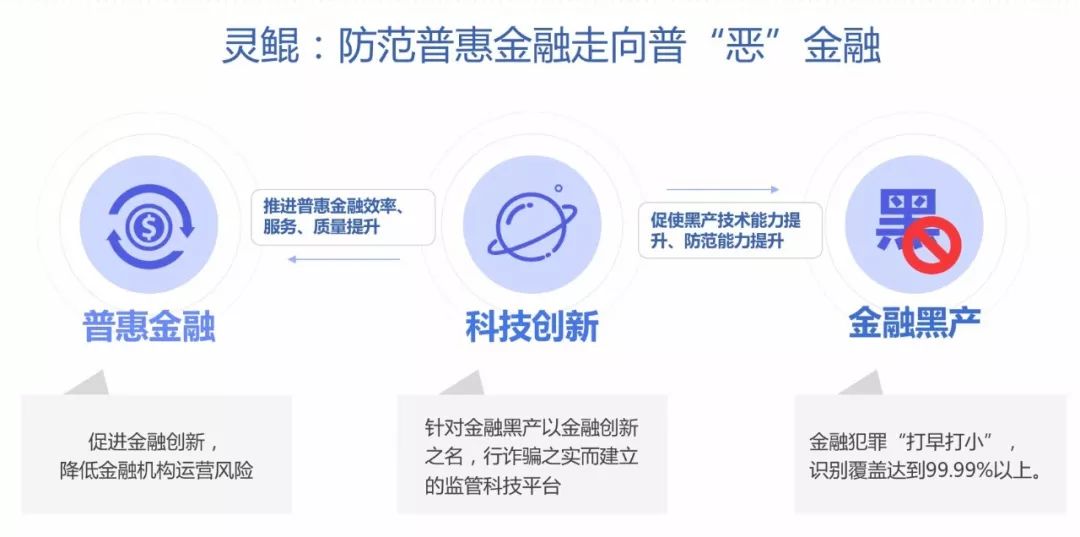 灵鲲：防范普惠金融走向普“恶”金融
推进普惠金融效率、
服务、质量提升
促使黑产技术能力提
升、防范能力提升
$
黑
普惠金融
科技创新
金融黑产
促进金融创新，
降低金融机构运营风险
针对金融黑产以金融创新
之名，行诈骗之实而建立
的监管科技平台
金融犯罪“打早打小”，
识别覆盖达到99.99%以上。